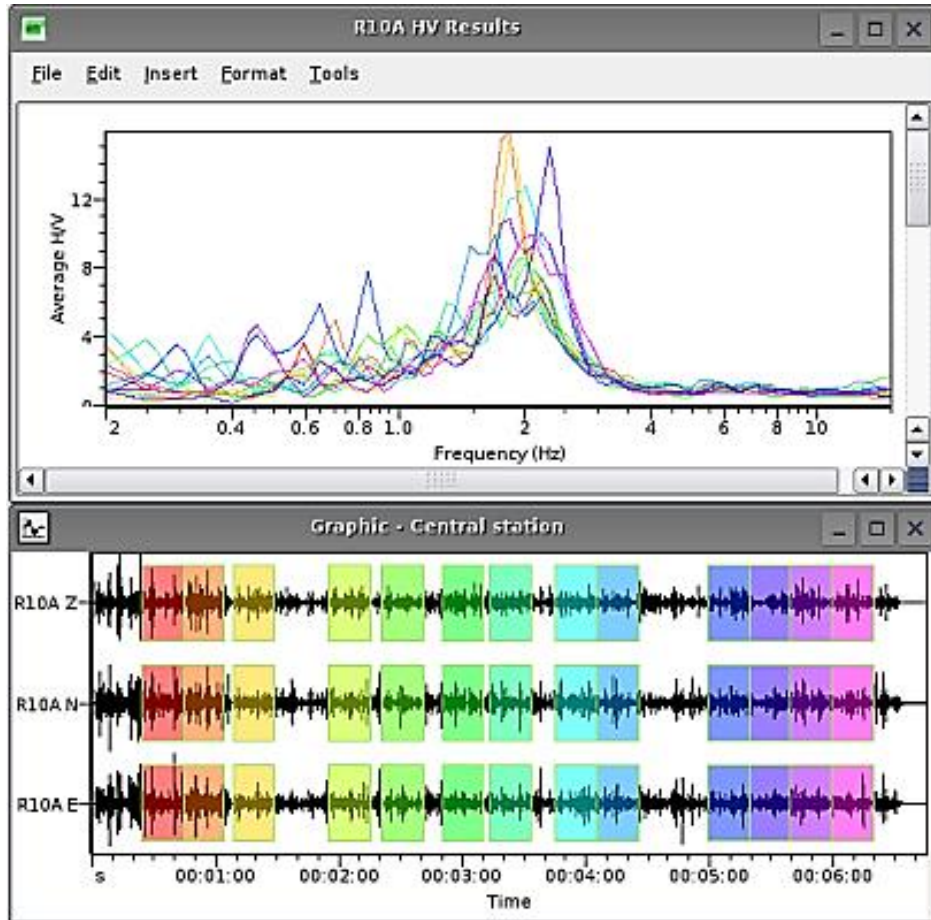 R10A HV Results
File Edit Insert Format Tools
Average H/V
12
8
4
0
2 0.4 0.6 0.8 1.0 2 4 6 8 10
Frequency (Hz)
Graphic - Central station
R10A Z
R10A N
R10A E
s 00:01:00 00:02:00 00:03:00 00:04:00 00:05:00 00:06:00
Time